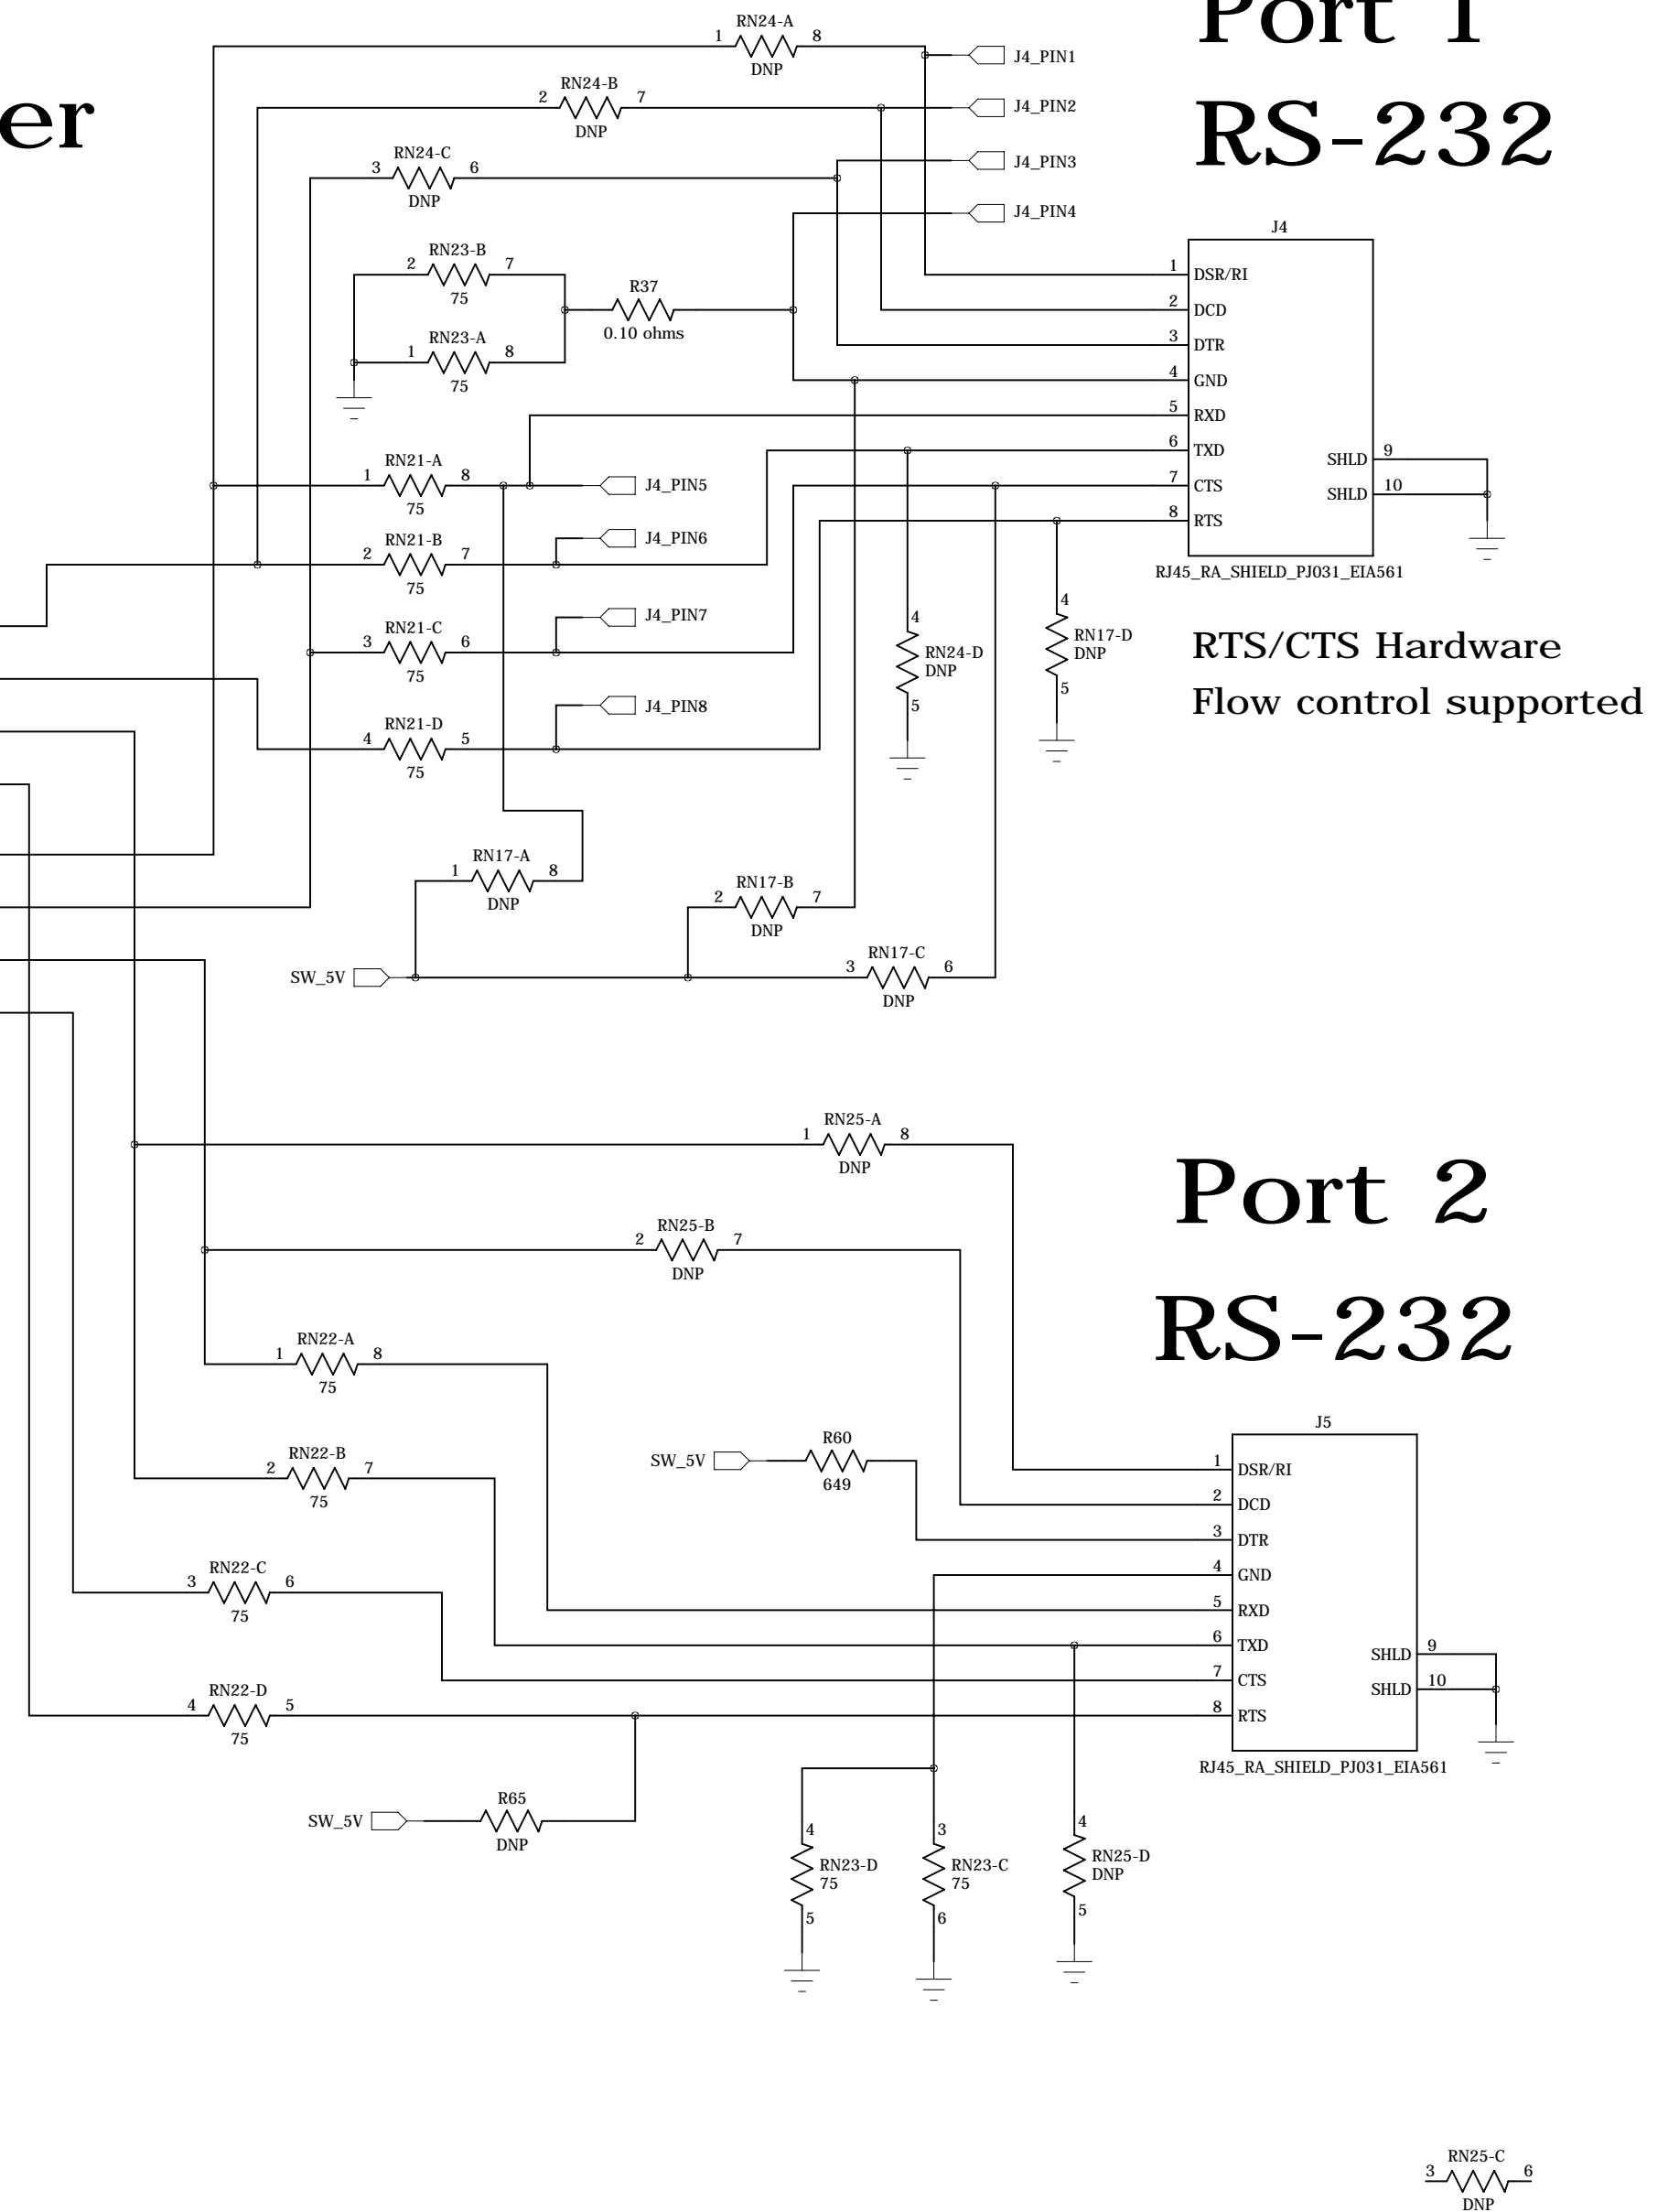 Port 1
RS-232
er
RN24-A
1 8
DNP
J4_PIN1
RN24-B
2 7
DNP
J4_PIN2
RN24-C
3 6
DNP
J4_PIN3
J4_PIN4
RN23-B
2 7
75
R37
0.10 ohms
RN23-A
1 8
75
J4
1 DSR/RI
2 DCD
3 DTR
4 GND
5 RXD
6 TXD
7 CTS
8 RTS
SHLD 9
SHLD 10
RJ45_RA_SHIELD_PJ031_EIA561
RN21-A
1 8
75
J4_PIN5
RN21-B
2 7
75
J4_PIN6
RN21-C
3 6
75
J4_PIN7
RN21-D
4 5
75
J4_PIN8
4
RN24-D
DNP
5
4
RN17-D
DNP
5
RTS/CTS Hardware
Flow control supported
RN17-A
1 8
DNP
RN17-B
2 7
DNP
RN17-C
3 6
DNP
SW_5V
Port 2
RS-232
RN25-A
1 8
DNP
RN25-B
2 7
DNP
RN22-A
1 8
75
RN22-B
2 7
75
SW_5V
R60
649
RN22-C
3 6
75
RN22-D
4 5
75
J5
1 DSR/RI
2 DCD
3 DTR
4 GND
5 RXD
6 TXD
7 CTS
8 RTS
SHLD 9
SHLD 10
RJ45_RA_SHIELD_PJ031_EIA561
SW_5V
R65
DNP
4
RN23-D
75
5
3
RN23-C
75
6
4
RN25-D
DNP
5
RN25-C
3 6
DNP